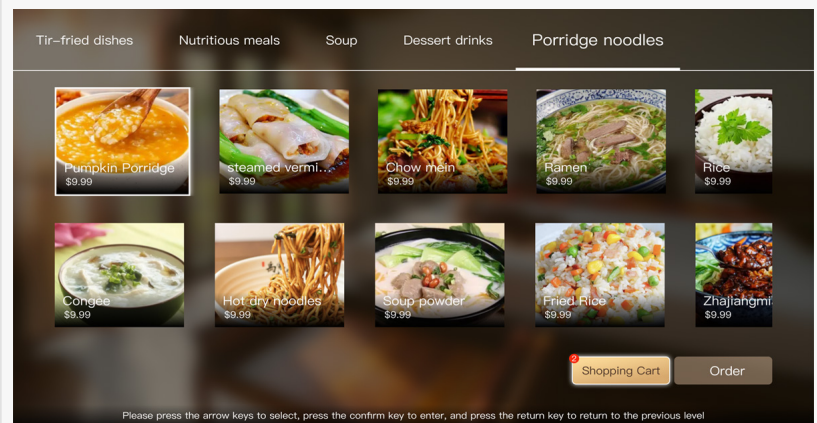 Tir-fried dishes
Nutritious meals
Soup
Dessert drinks
Porridge noodles
Pumpkin Porridge
$9.99
steamed vermi...
$9.99
Chow mein
$9.99
Ramen
$9.99
Rice
$9.99
Congee
$9.99
Hot dry noodles
$9.99
Soup powder
$9.99
Fried Rice
$9.99
Zhajiangmi
$9.99
2
Shopping Cart
Order
Please press the arrow keys to select, press the confirm key to enter, and press the return key to return to the previous level